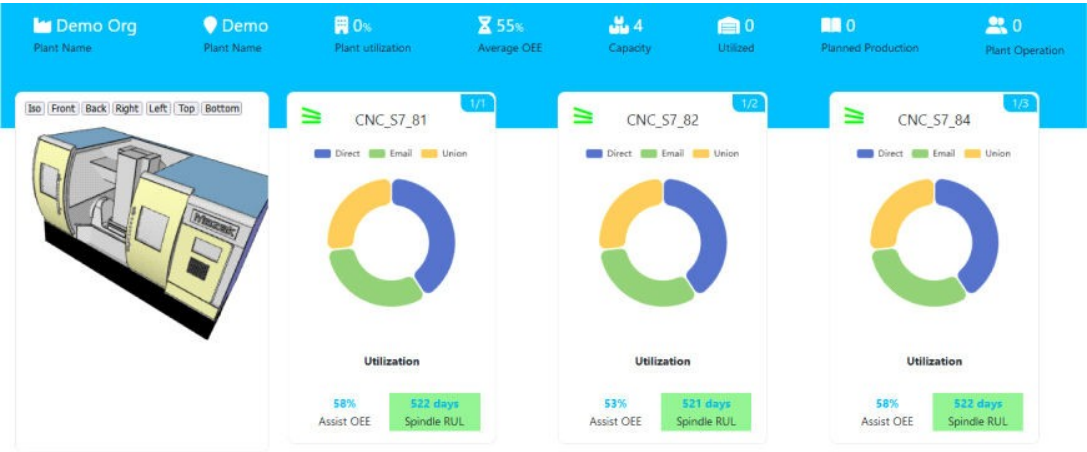 Demo Org
Plant Name
Demo
Plant Name
0%
Plant utilization
55%
Average OEE
4
Capacity
0
Utilized
0
Planned Production
0
Plant Operation
Iso Front Back Right Left Top Bottom
Mazak
1/1
CNC_S7_81
Direct Email Union
Utilization
58%
Assist OEE
522 days
Spindle RUL
1/2
CNC_S7_82
Direct Email Union
Utilization
53%
Assist OEE
521 days
Spindle RUL
1/3
CNC_S7_84
Direct Email Union
Utilization
58%
Assist OEE
522 days
Spindle RUL